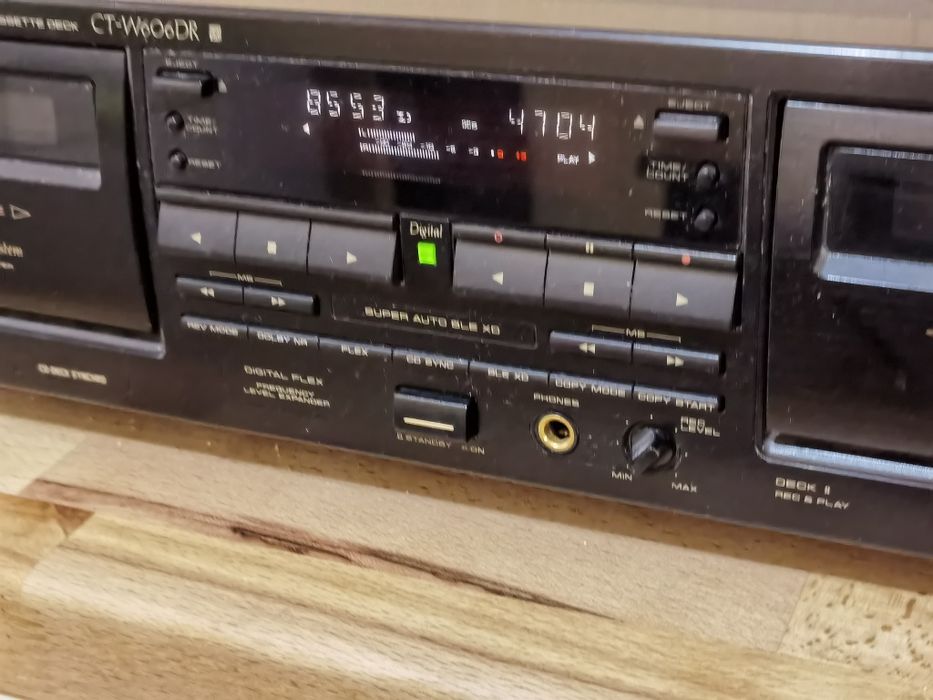 CASSETTE DECK CT-W606DR
EJECT
TIME/
COUNT
RESET
4704
PLAY
EJECT
TIME/
COUNT
RESET
Digital
MS
SUPER AUTO BLE XD
MS
REV MODE
DOLBY NR
FLEX
CD SYNC
BLE XD
COPY MODE
COPY START
DIGITAL FLEX
FREQUENCY
LEVEL EXPANDER
STANDBY
ON
PHONES
REC
LEVEL
MIN
MAX
DECK II
REC & PLAY